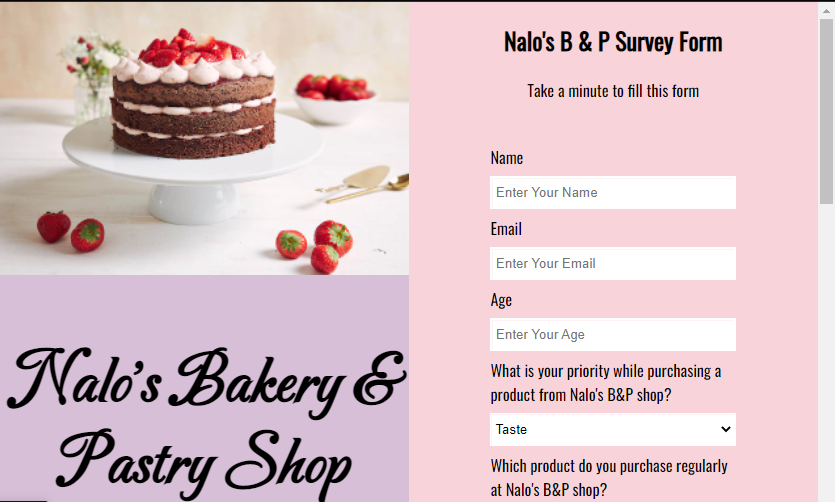 Nalo's Bakery &
Pastry Shop
Nalo's B & P Survey Form
Take a minute to fill this form
Name
Enter Your Name
Email
Enter Your Email
Age
Enter Your Age
What is your priority while purchasing a
product from Nalo's B&P shop?
Taste
Which product do you purchase regularly
at Nalo's B&P shop?